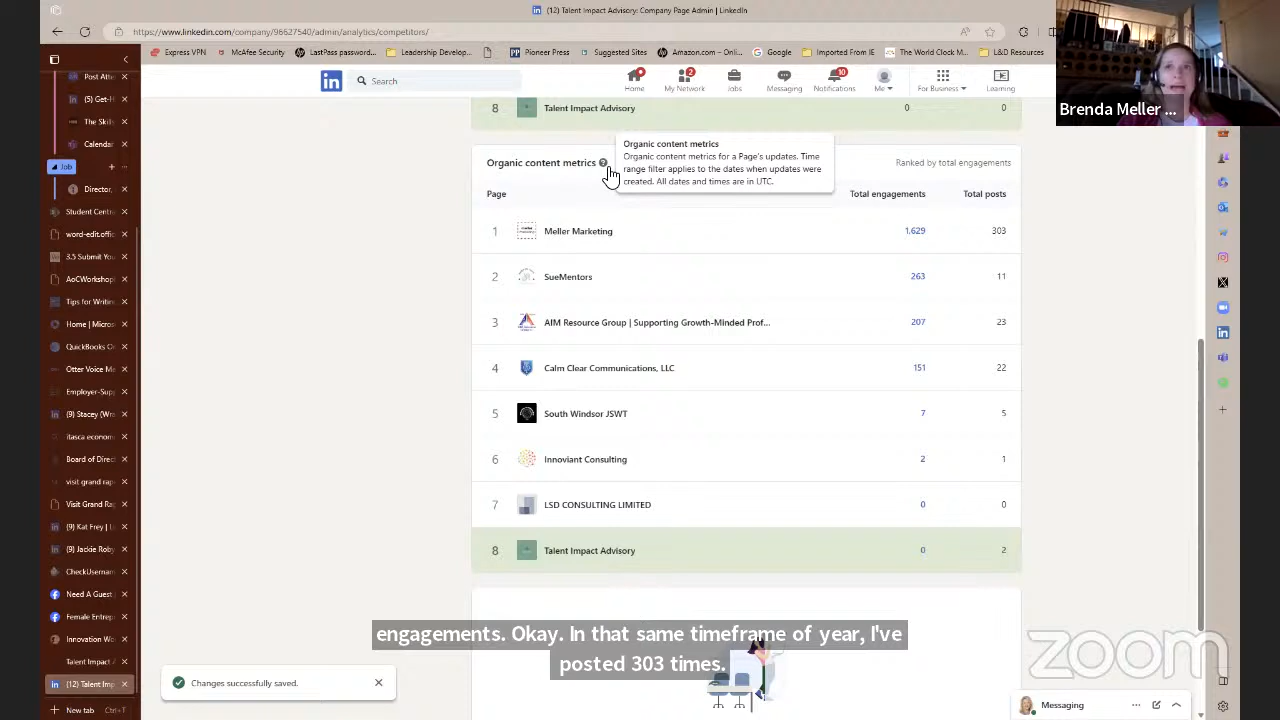 (12) Talent Impact Advisory: Company Page Admin | LinkedIn
https://www.linkedin.com/company/96627540/admin/analytics/competitors/
Express VPN
McAfee Security
LastPass password...
Leadership Develop...
Pioneer Press
Suggested Sites
Amazon.com - Onli...
Google
Imported From IE
The World Clock M...
L&D Resources
Brenda Meller ...
Post Atte
(5) Get-H
The Skills
Calendar
Job
Director,
Student Centr
word-edit.offic
3.5 Submit You
AoCWorkshop
Tips for Writin
Home | Micros
QuickBooks O
Otter Voice Me
Employer-Supp
(9) Stacey (Wra
itasca econom
Board of Direc
visit grand rap
Visit Grand Ra
(9) Kat Frey | L
(9) Jackie Roby
CheckUsernam
Need A Guest
Female Entrep
Innovation Wo
Talent Impact
(12) Talent Imp
New tab Ctrl+T
in
Search
Home
2
My Network
Jobs
Messaging
10
Notifications
Me
For Business
Learning
8 Talent Impact Advisory 0 0
Organic content metrics
Organic content metrics
Organic content metrics for a Page's updates. Time
range filter applies to the dates when updates were
created. All dates and times are in UTC.
Ranked by total engagements
Page Total engagements Total posts
1 Meller Marketing 1,629 303
2 SueMentors 263 11
3 AIM Resource Group | Supporting Growth-Minded Prof... 207 23
4 Calm Clear Communications, LLC 151 22
5 South Windsor JSWT 7 5
6 Innoviant Consulting 2 1
7 LSD CONSULTING LIMITED 0 0
8 Talent Impact Advisory 0 2
engagements. Okay. In that same timeframe of year, I've
posted 303 times.
Changes successfully saved.
zoom
Messaging